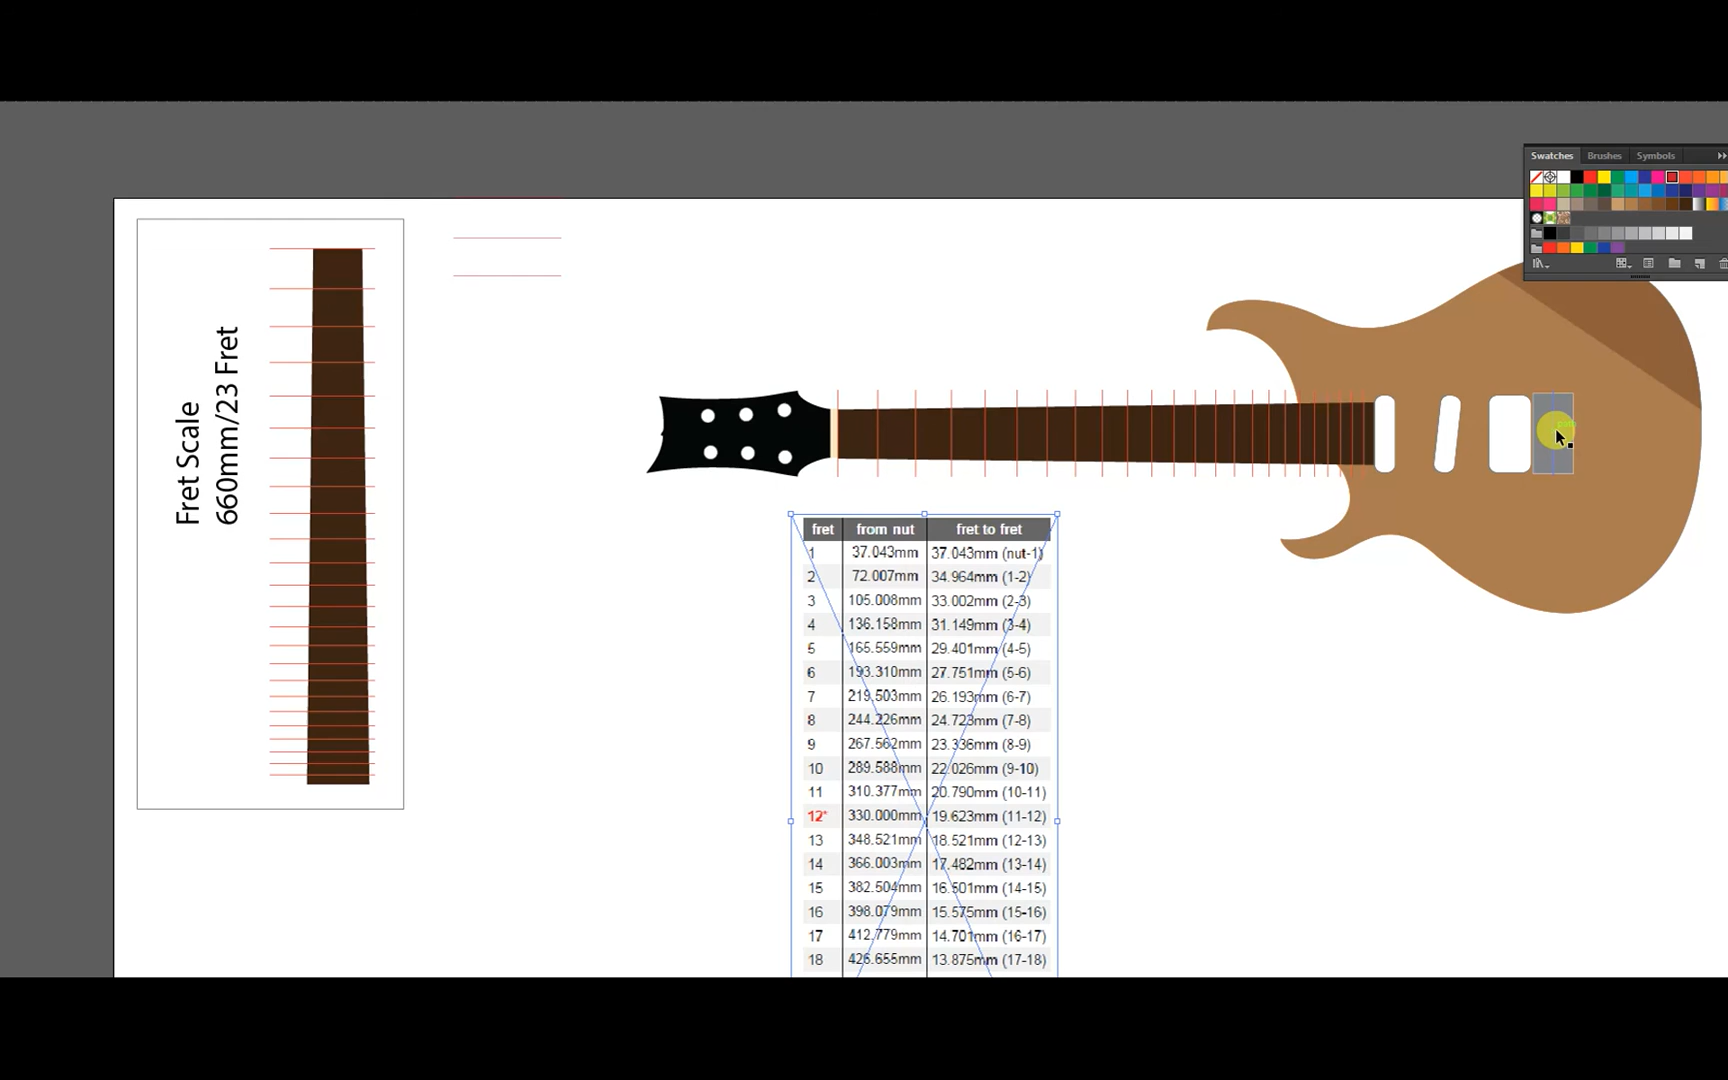 Swatches Brushes Symbols
Fret Scale
660mm/23 Fret
fret from nut fret to fret
1 37.043mm 37.043mm (nut-1)
2 72.007mm 34.964mm (1-2)
3 105.008mm 33.002mm (2-3)
4 136.158mm 31.149mm (3-4)
5 165.559mm 29.401mm (4-5)
6 193.310mm 27.751mm (5-6)
7 219.503mm 26.193mm (6-7)
8 244.226mm 24.723mm (7-8)
9 267.562mm 23.336mm (8-9)
10 289.588mm 22.026mm (9-10)
11 310.377mm 20.790mm (10-11)
12* 330.000mm 19.623mm (11-12)
13 348.521mm 18.521mm (12-13)
14 366.003mm 17.482mm (13-14)
15 382.504mm 16.501mm (14-15)
16 398.079mm 15.575mm (15-16)
17 412.779mm 14.701mm (16-17)
18 426.655mm 13.875mm (17-18)